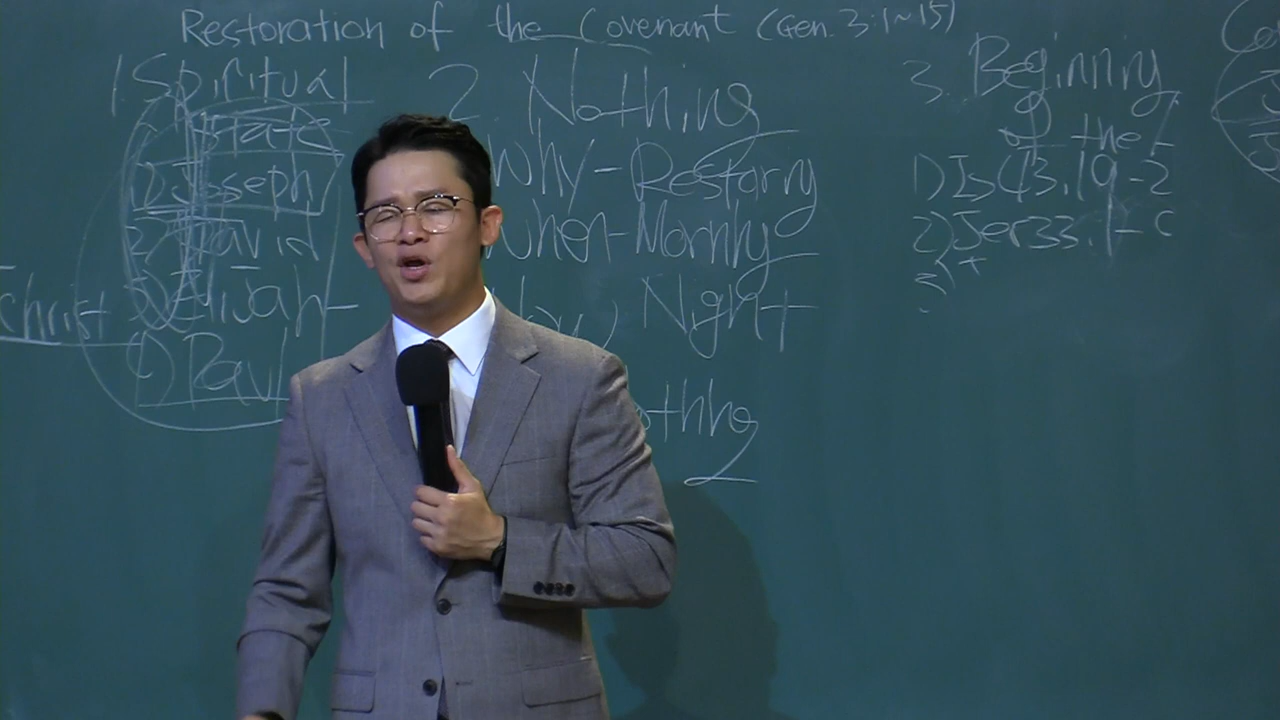 Restoration of the Covenant (Gen. 3:1~15)
1. Spiritual
state
1) Joseph
2) David
3) Elijah-
4) Paul
Christ
2. Nothing
Why-Restoring
When-Morning
Night
3. Beginning
of the
1) Is 43.19-2
2) Jer 33.1-
3)